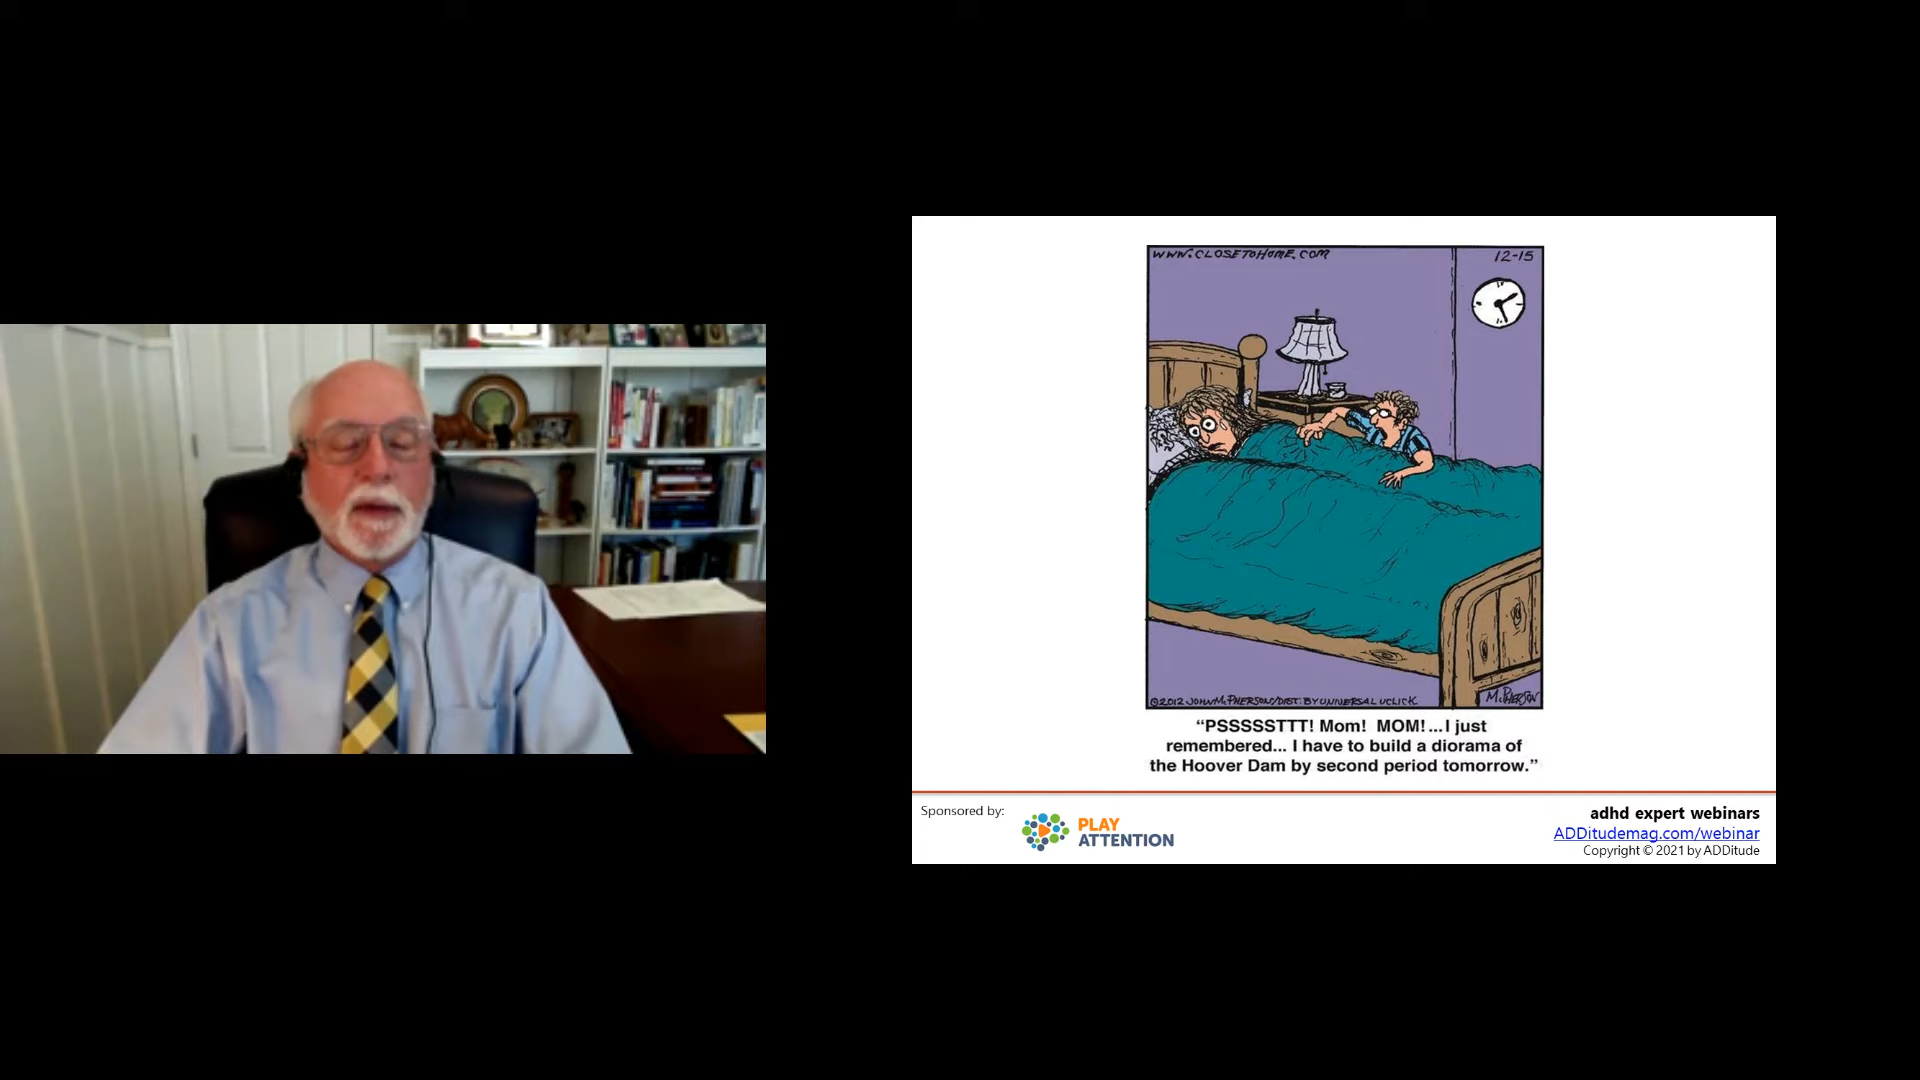 WWW.CLOSETOHOME.COM
12-15
©2012 JOHN MCPHERSON/DIST. BY UNIVERSAL UCLICK
MCPHERSON
“PSSSSSTTT! Mom!  MOM!...I just
remembered... I have to build a diorama of
the Hoover Dam by second period tomorrow.”
Sponsored by:
PLAY
ATTENTION
adhd expert webinars
ADDitudemag.com/webinar
Copyright © 2021 by ADDitude